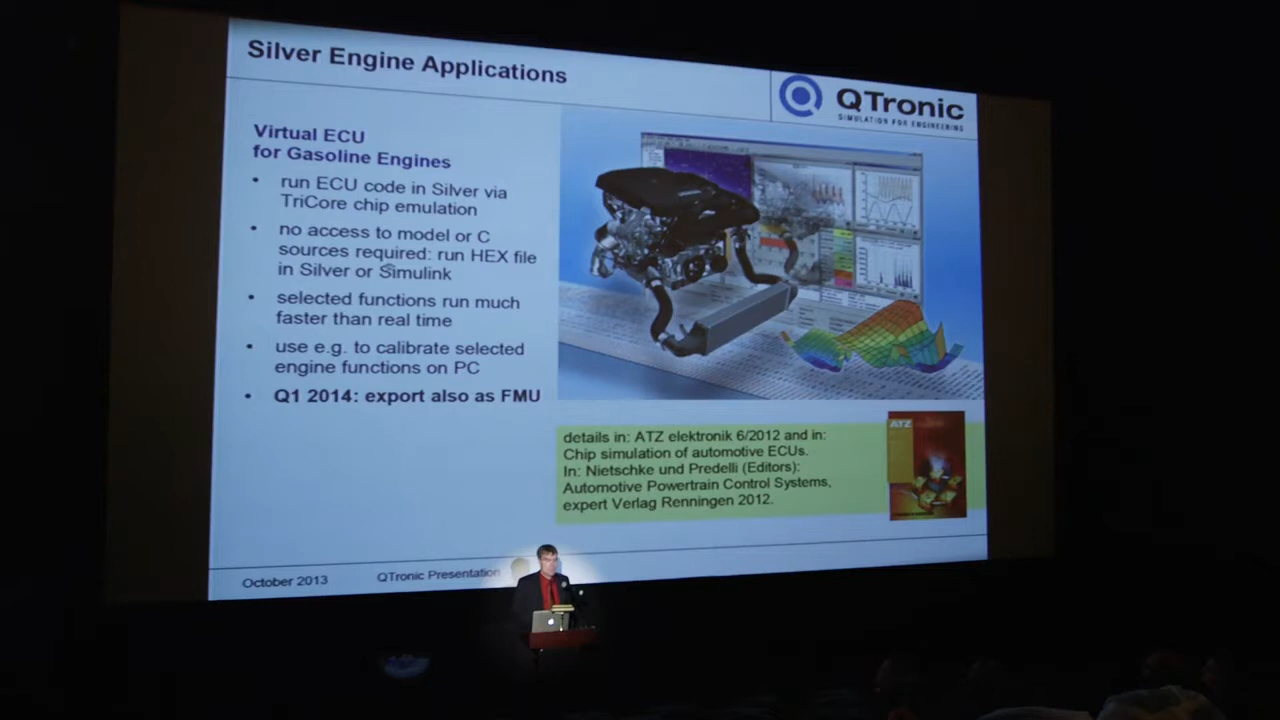 Silver Engine Applications
QTronic
SIMULATION FOR ENGINEERING
Virtual ECU
for Gasoline Engines
• run ECU code in Silver via
TriCore chip emulation
• no access to model or C
sources required: run HEX file
in Silver or Simulink
• selected functions run much
faster than real time
• use e.g. to calibrate selected
engine functions on PC
• Q1 2014: export also as FMU
details in: ATZ elektronik 6/2012 and in:
Chip simulation of automotive ECUs.
In: Nietschke und Predelli (Editors):
Automotive Powertrain Control Systems,
expert Verlag Renningen 2012.
ATZ
October 2013
QTronic Presentation